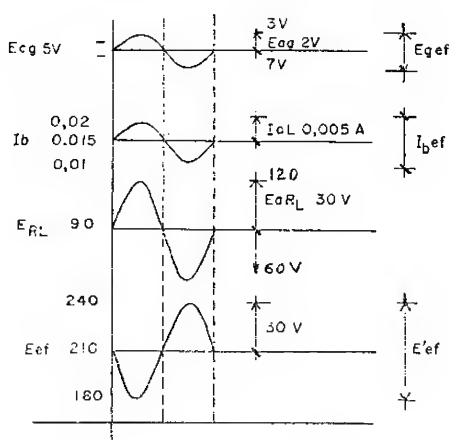 3V
Ecg 5V Eag 2V Egef
7V
0,02
Ib 0.015 IaL 0,005 A Ibef
0,01
120
EaRL 30 V
ERL 90
60 V
240
30 V
Eef 210 E'ef
180